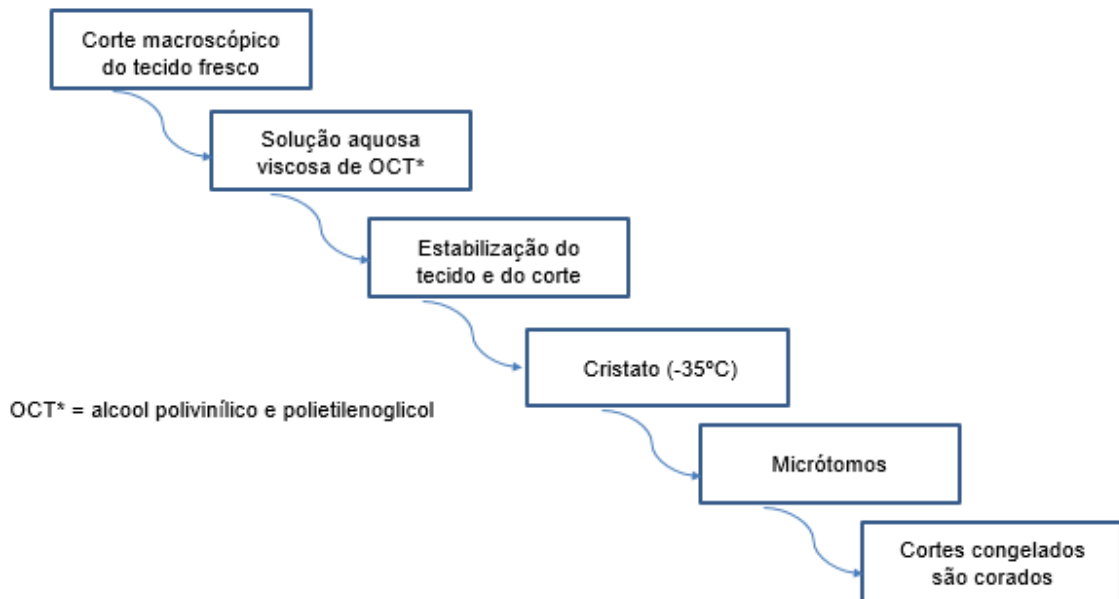 Corte macroscópico
do tecido fresco
Solução aquosa
viscosa de OCT*
Estabilização do
tecido e do corte
Cristato (-35ºC)
OCT* = alcool polivinílico e polietilenoglicol
Micrótomos
Cortes congelados
são corados